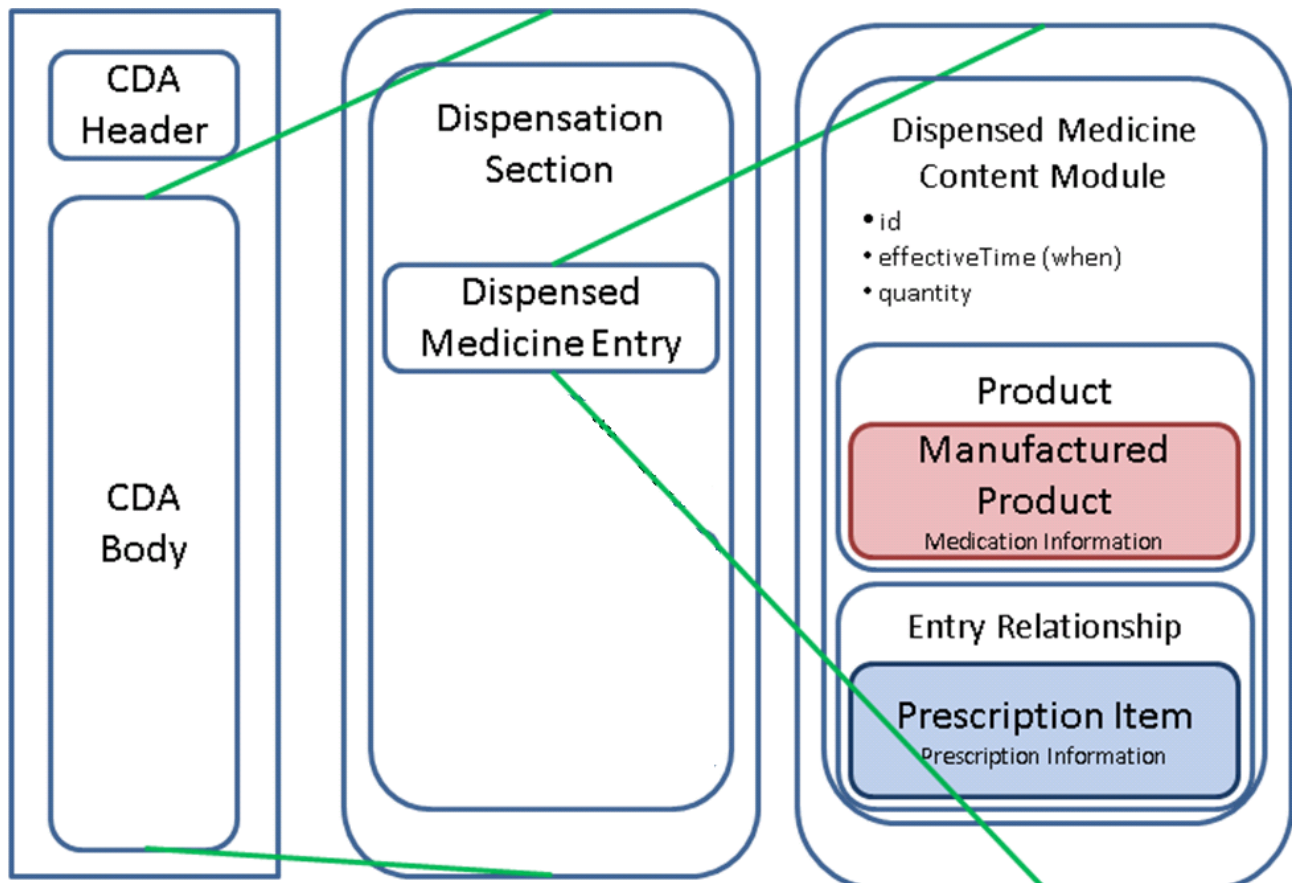 CDA
Header
CDA
Body
Dispensation
Section
Dispensed
Medicine Entry
Dispensed Medicine
Content Module
• id
• effectiveTime (when)
• quantity
Product
Manufactured
Product
Medication Information
Entry Relationship
Prescription Item
Prescription Information